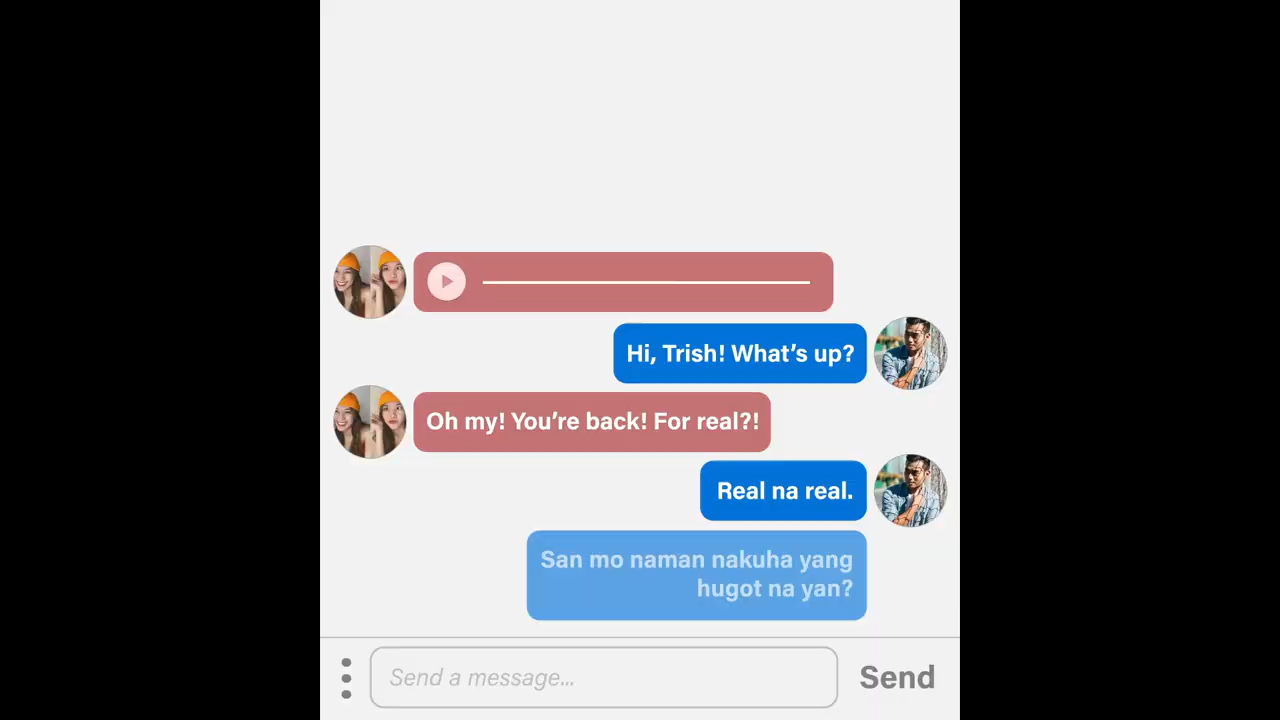 Hi, Trish! What’s up?
Oh my! You’re back! For real?!
Real na real.
San mo naman nakuha yang
hugot na yan?
Send a message...
Send